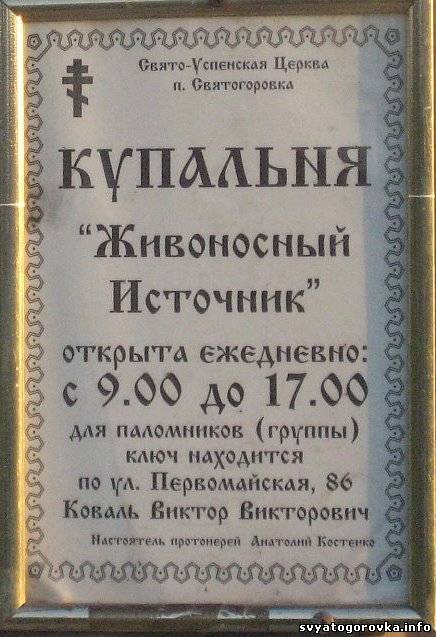 Свято-Успенская Церква
п. Святогоровка
КУПАЛЬНЯ
“Живоносный
Источник”
открыта ежедневно:
с 9.00 до 17.00
для паломников (группы)
ключ находится
по ул. Первомайская, 86
Коваль Виктор Викторович
Настоятель протоиерей Анатолий Костенко
svyatogorovka.info